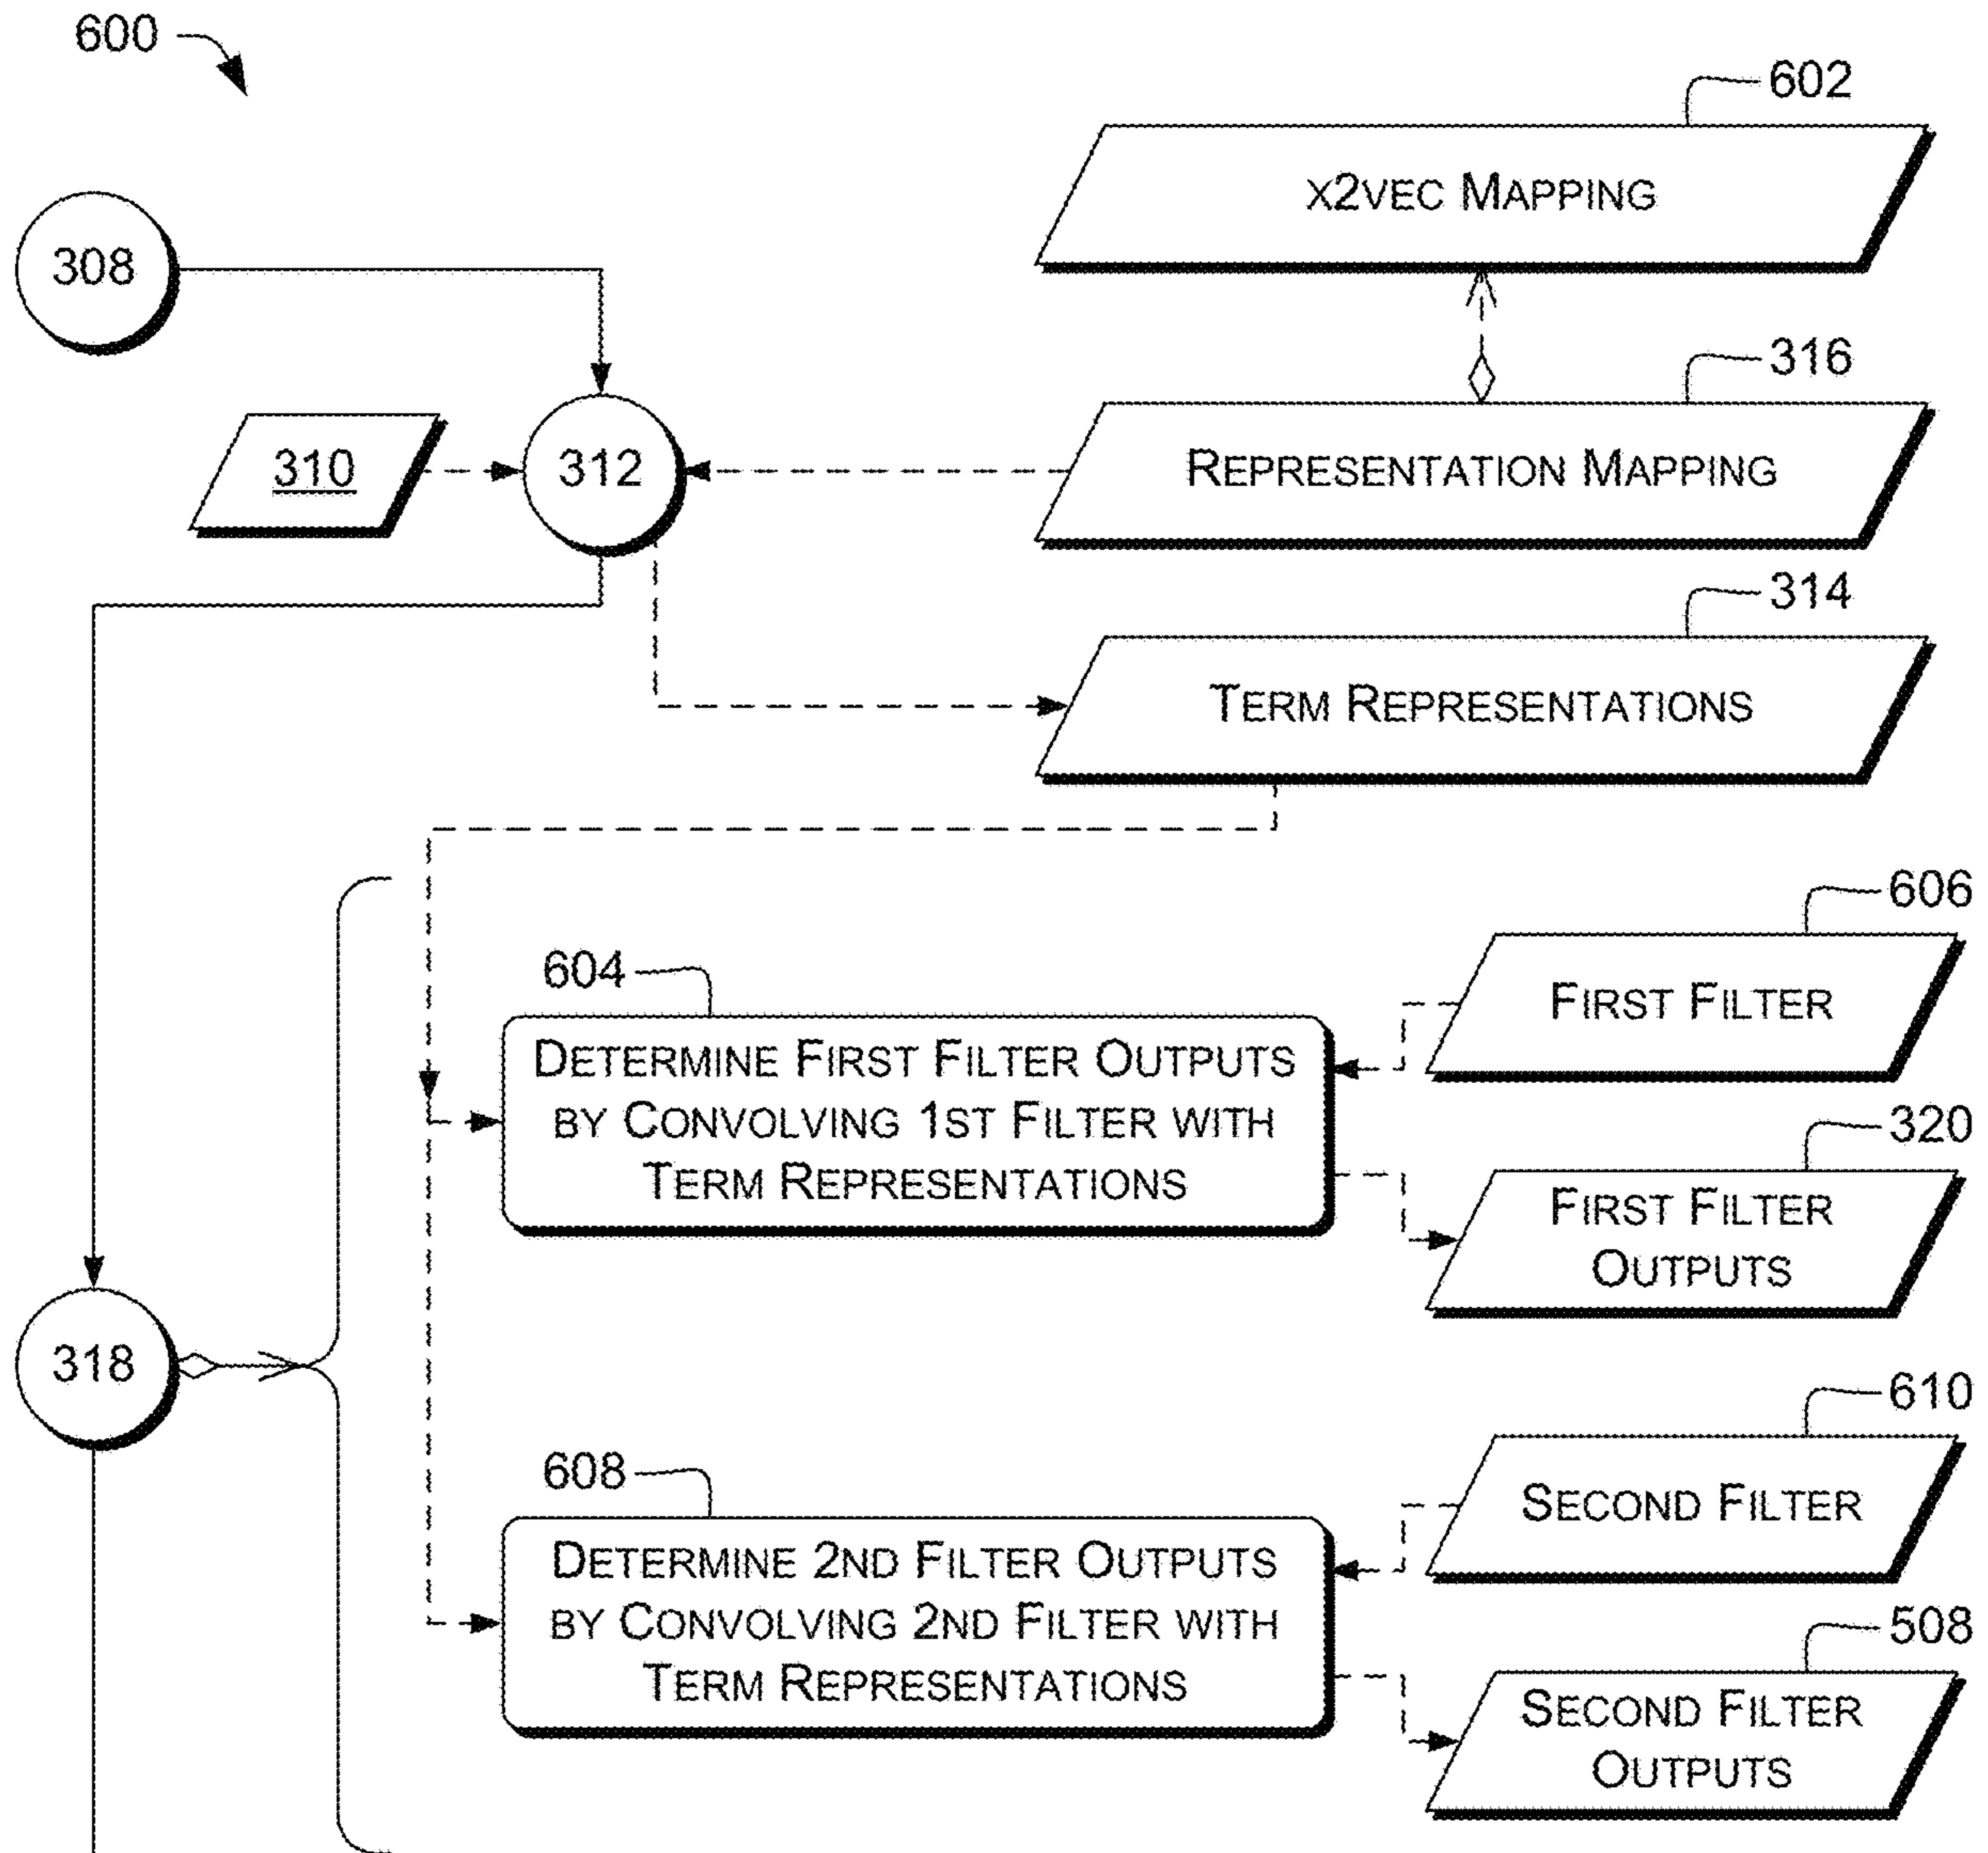 600
602
X2VEC MAPPING
308
316
310
312
REPRESENTATION MAPPING
314
TERM REPRESENTATIONS
606
FIRST FILTER
604
DETERMINE FIRST FILTER OUTPUTS
BY CONVOLVING 1ST FILTER WITH
TERM REPRESENTATIONS
320
FIRST FILTER
OUTPUTS
318
610
SECOND FILTER
608
DETERMINE 2ND FILTER OUTPUTS
BY CONVOLVING 2ND FILTER WITH
TERM REPRESENTATIONS
508
SECOND FILTER
OUTPUTS